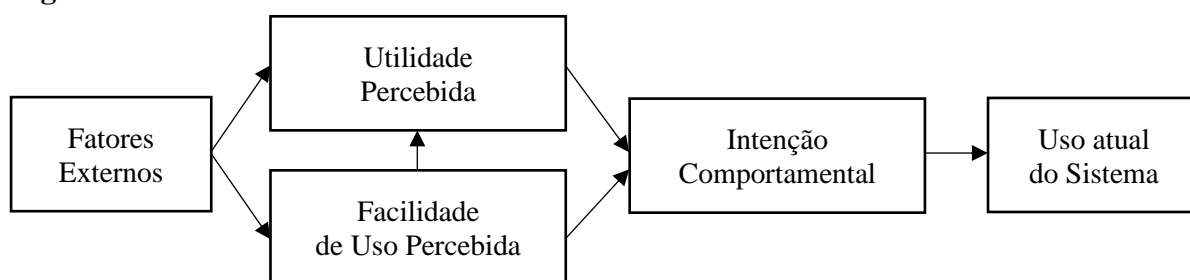 Utilidade
Percebida
Fatores
Externos
Facilidade
de Uso Percebida
Intenção
Comportamental
Uso atual
do Sistema